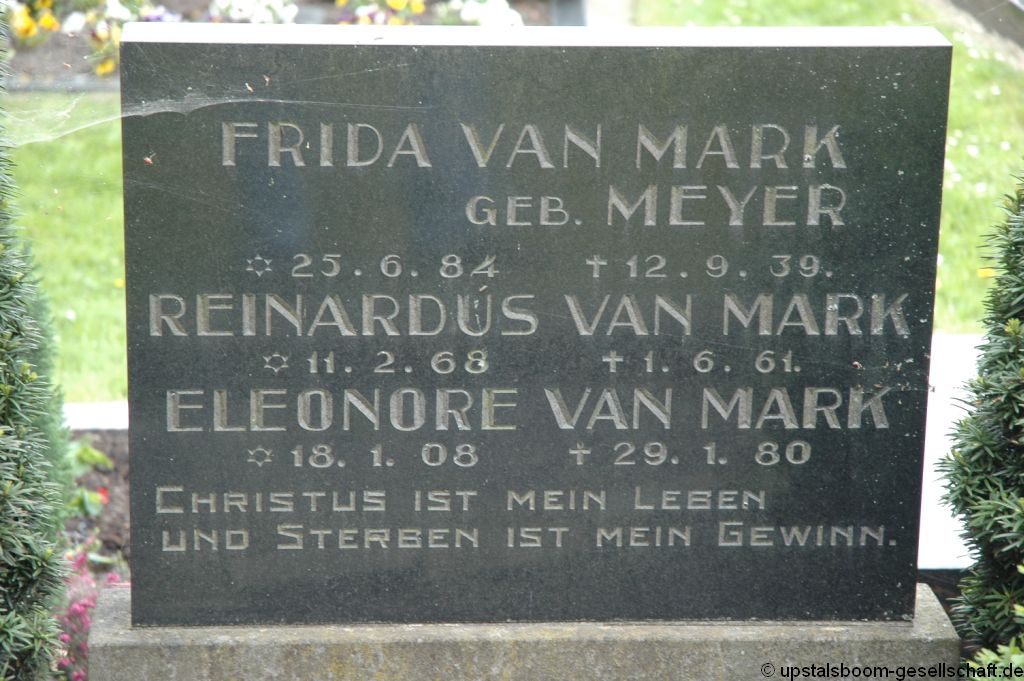 FRIDA VAN MARK
GEB. MEYER
✡ 25.6.84 † 12.9.39.
REINARDUS VAN MARK
✡ 11.2.68 † 1.6.61.
ELEONORE VAN MARK
✡ 18.1.08 † 29.1.80
CHRISTUS IST MEIN LEBEN
UND STERBEN IST MEIN GEWINN.
© upstalsboom-gesellschaft.de